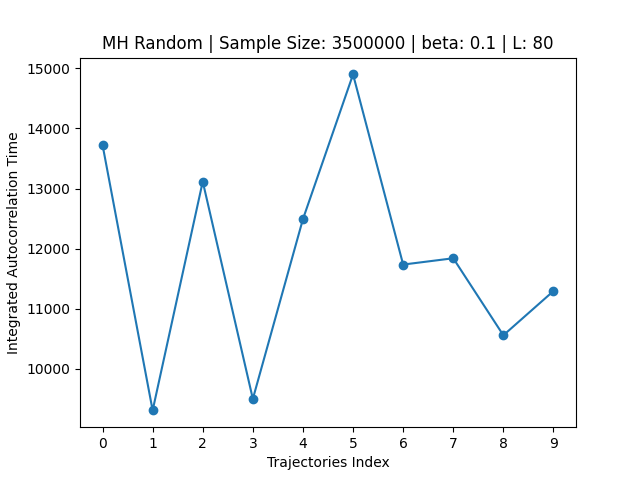 MH Random | Sample Size: 3500000 | beta: 0.1 | L: 80
Integrated Autocorrelation Time
15000
14000
13000
12000
11000
10000
0 1 2 3 4 5 6 7 8 9
Trajectories Index